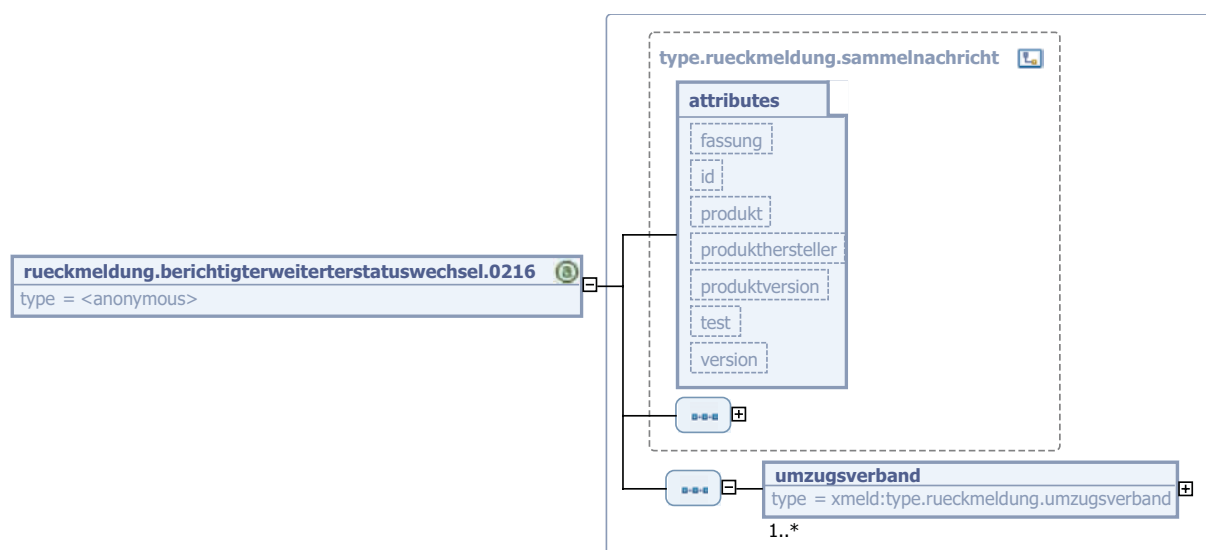 type.rueckmeldung.sammelnachricht
attributes
fassung
id
produkt
produkthersteller
produktversion
test
version
rueckmeldung.berichtigterweiterterstatuswechsel.0216
type = <anonymous>
umzugsverband
type = xmeld:type.rueckmeldung.umzugsverband
1..*